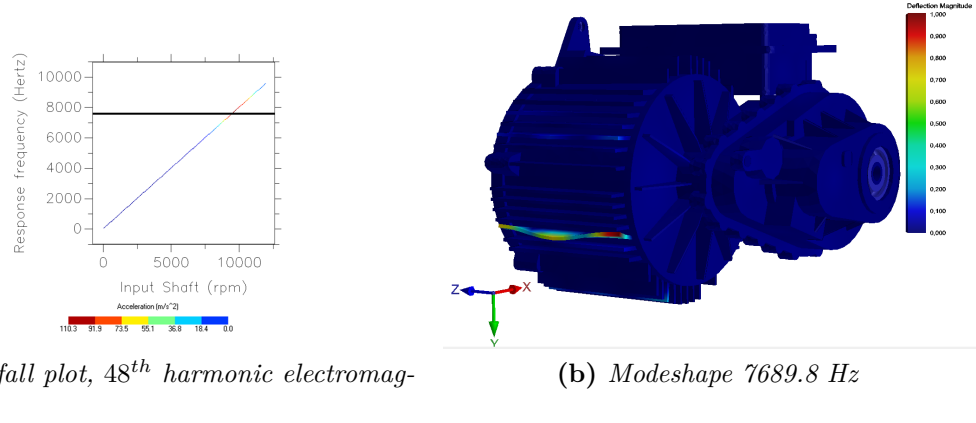 Deflection Magnitude
1,000
0,900
0,800
0,700
0,600
0,500
0,400
0,300
0,200
0,100
0,000
Response frequency (Hertz)
10000
8000
6000
4000
2000
0
0 5000 10000
Input Shaft (rpm)
Acceleration (m/s^2)
110.3 91.9 73.5 55.1 36.8 18.4 0.0
Z X
Y
fall plot, 48th harmonic electromag-
(b) Modeshape 7689.8 Hz